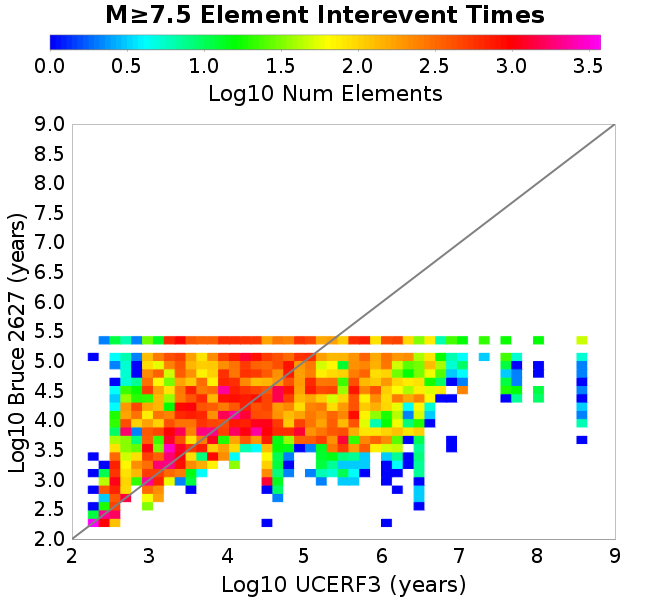 M≥7.5 Element Interevent Times
0.0 0.5 1.0 1.5 2.0 2.5 3.0 3.5
Log10 Num Elements
9.0
8.5
8.0
7.5
7.0
6.5
6.0
5.5
5.0
4.5
4.0
3.5
3.0
2.5
2.0
Log10 Bruce 2627 (years)
2 3 4 5 6 7 8 9
Log10 UCERF3 (years)